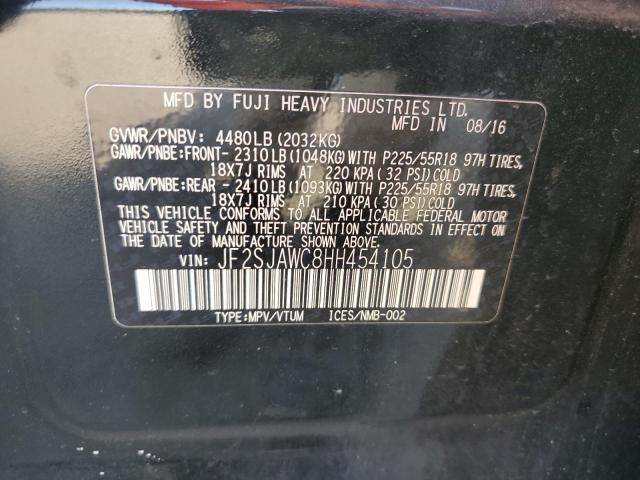 MFD BY FUJI HEAVY INDUSTRIES LTD.
MFD IN 08/16
GVWR/PNBV: 4480LB (2032KG)
GAWR/PNBE:FRONT- 2310LB(1048KG)WITH P225/55R18 97H TIRES,
18X7J RIMS AT 220 KPA (32 PSI)COLD
GAWR/PNBE:REAR - 2410LB(1093KG)WITH P225/55R18 97H TIRES,
18X7J RIMS AT 210 KPA (30 PSI)COLD
THIS VEHICLE CONFORMS TO ALL APPLICABLE FEDERAL MOTOR
VEHICLE SAFETY AND THEFT PREVENTION STANDARDS
IN EFFECT ON THE DATE OF MANUFACTURE SHOWN ABOVE.
VIN: JF2SJAWC8HH454105
TYPE:MPV/VTUM ICES/NMB-002